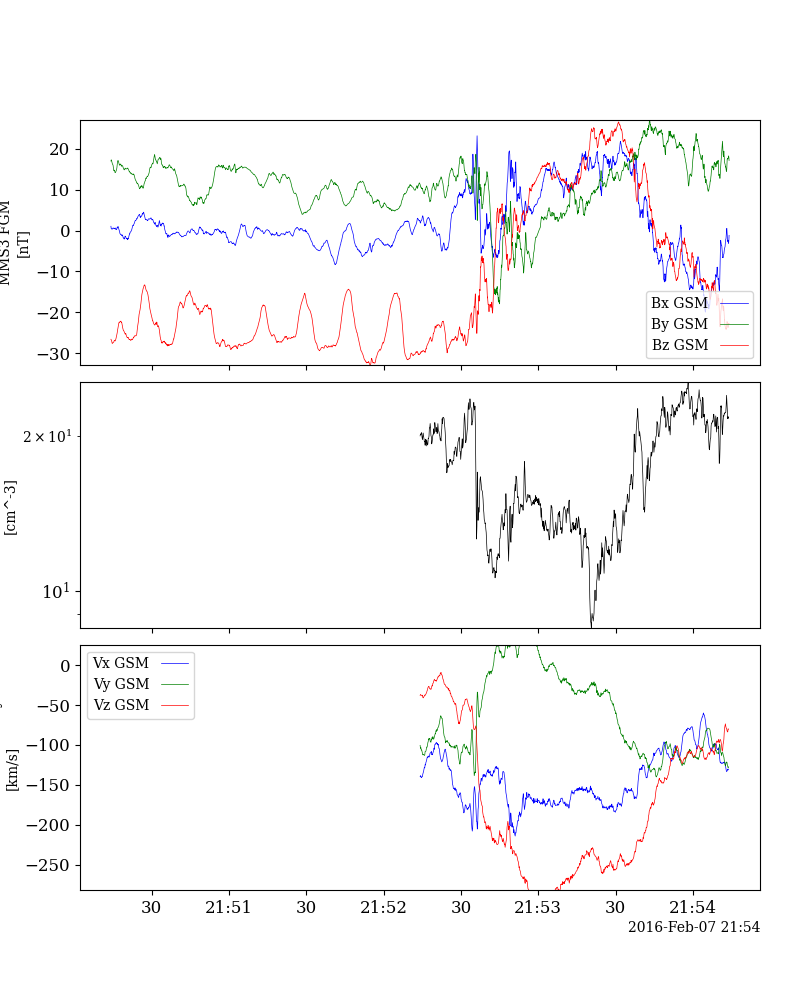 MMS3 FGM
[nT]
20
10
0
−10
−20
−30
Bx GSM
By GSM
Bz GSM
[cm^-3]
2×10¹
10¹
Vx GSM
Vy GSM
Vz GSM
[km/s]
0
−50
−100
−150
−200
−250
30
21:51
30
21:52
30
21:53
30
21:54
2016-Feb-07 21:54